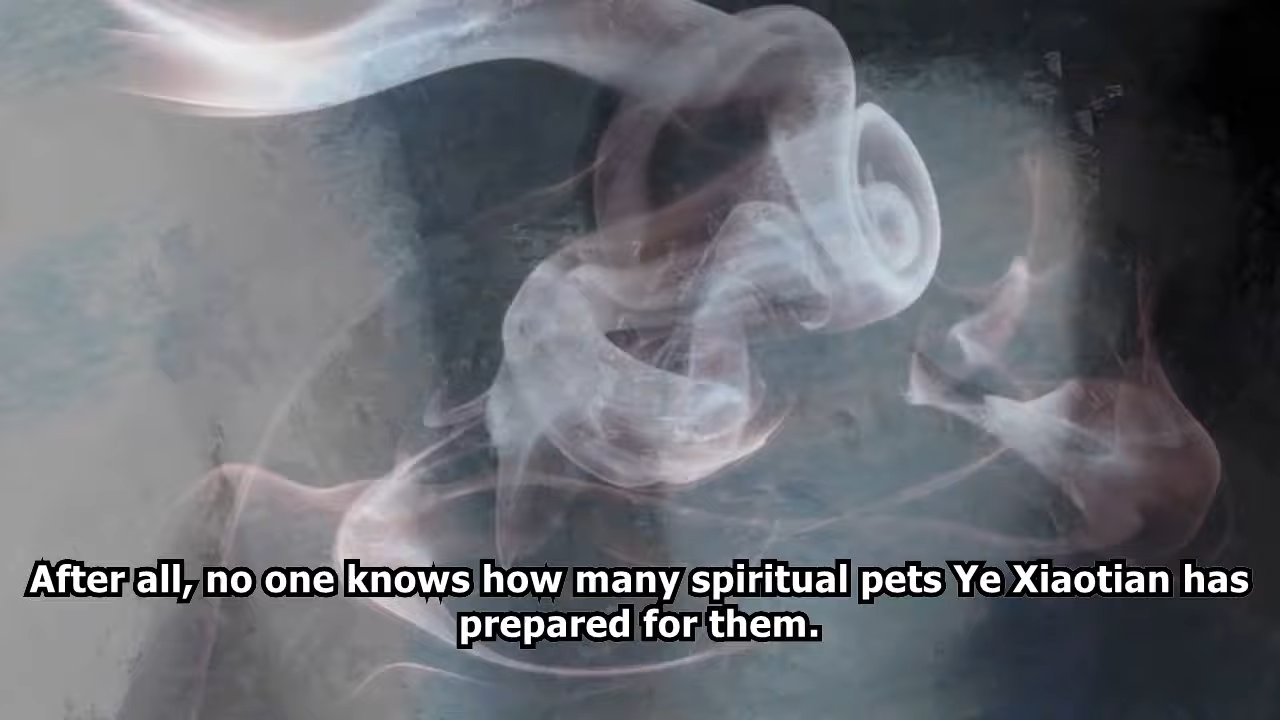 After all, no one knows how many spiritual pets Ye Xiaotian has
prepared for them.